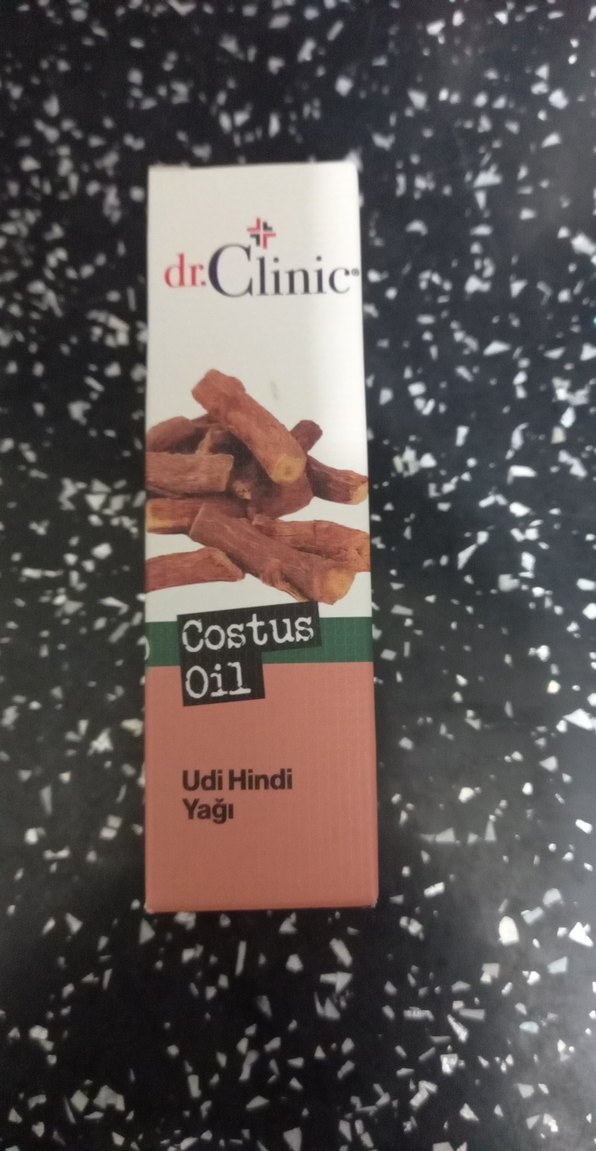 dr.Clinic®
Costus
Oil
Udi Hindi
Yağı